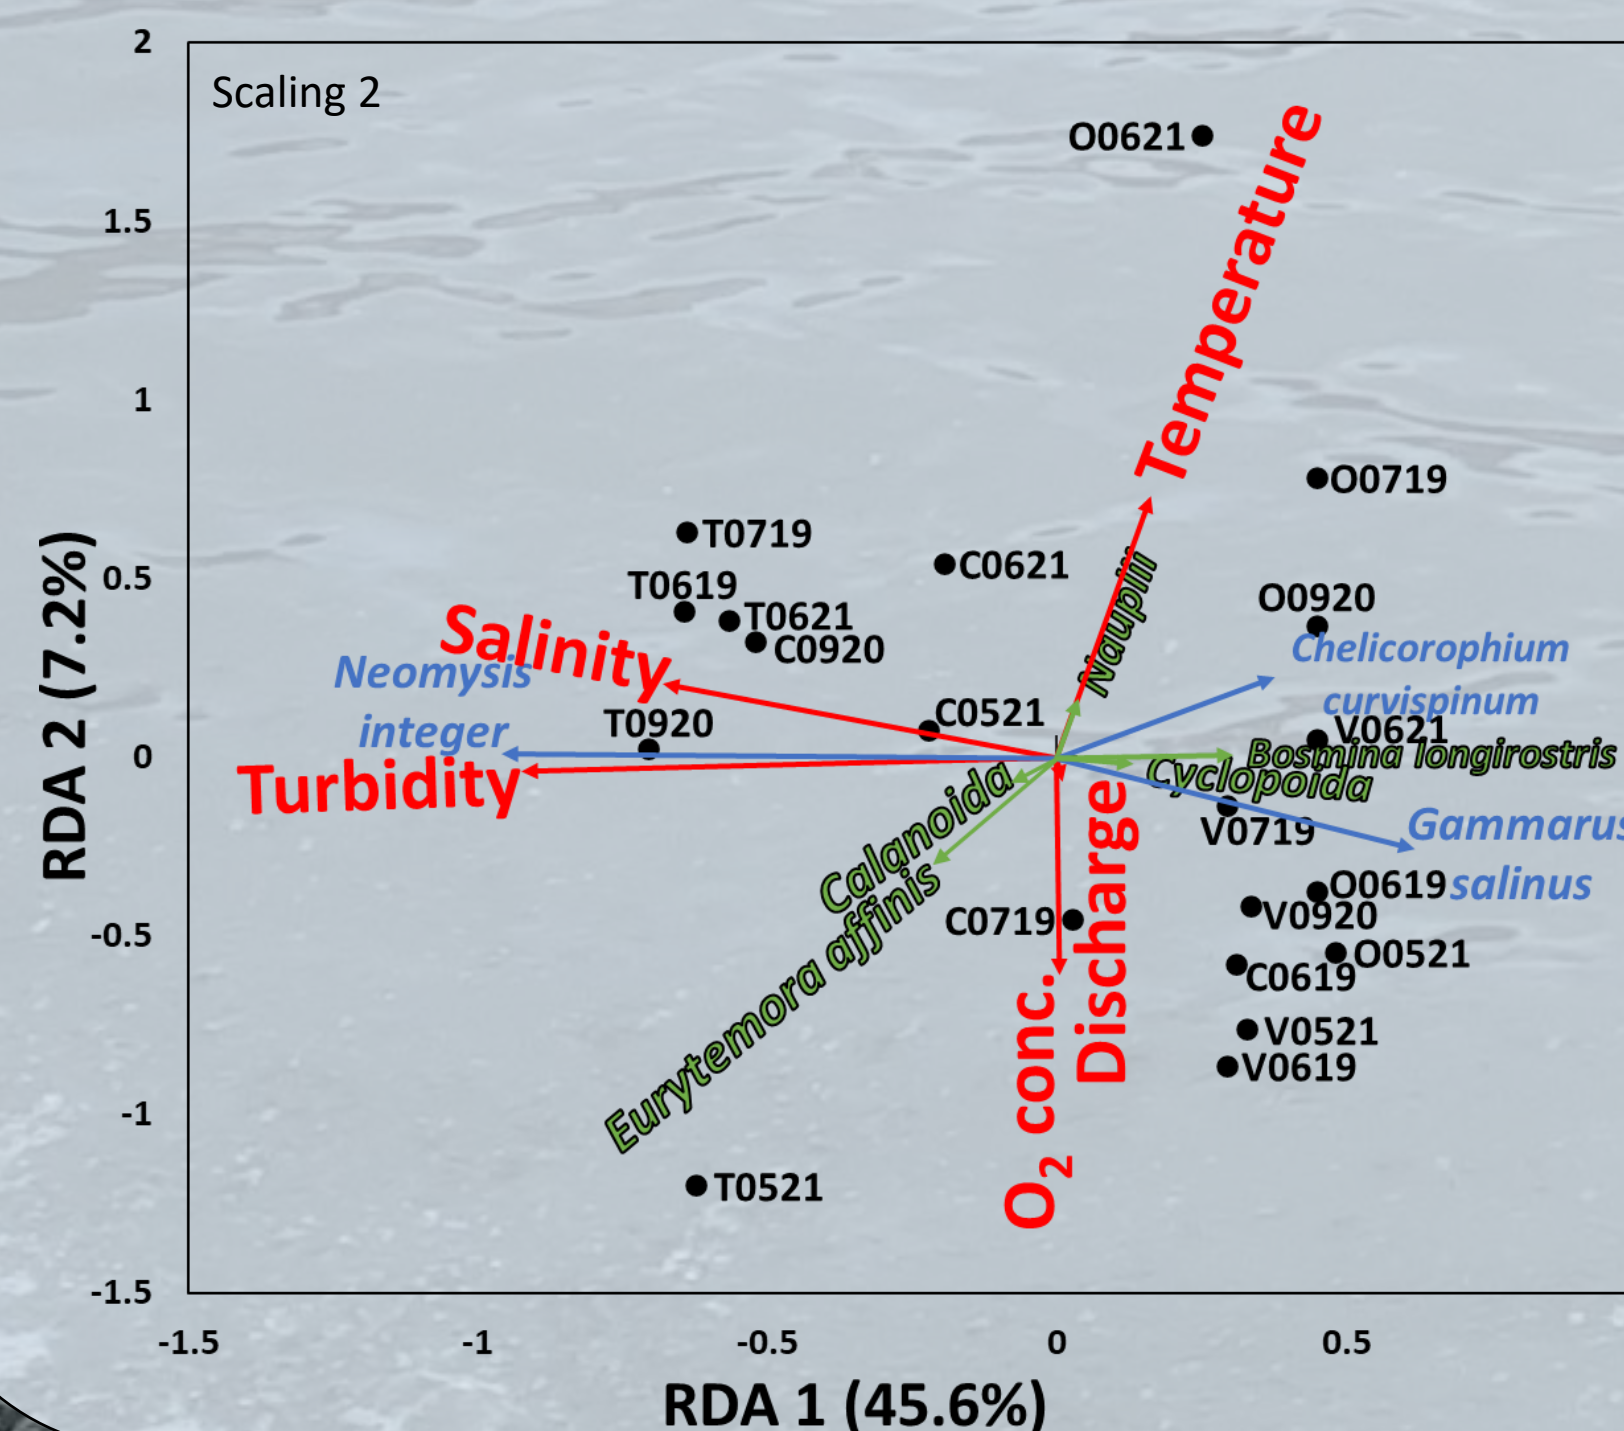 2
Scaling 2
O0621
Temperature
1.5
1
O0719
T0719
C0621
Nauplii
0.5
T0619
O0920
T0621
Salinity
C0920
Chelicorophium
curvispinum
Neomysis
integer
C0521
T0920
V0621
0
Bosmina longirostris
Cyclopoida
Turbidity
Calanoida
V0719
Gammarus
salinus
Eurytemora affinis
O0619
V0920
C0719
-0.5
O0521
C0619
Discharge
O₂ conc.
V0521
V0619
-1
T0521
-1.5
RDA 2 (7.2%)
-1.5 -1 -0.5 0 0.5
RDA 1 (45.6%)